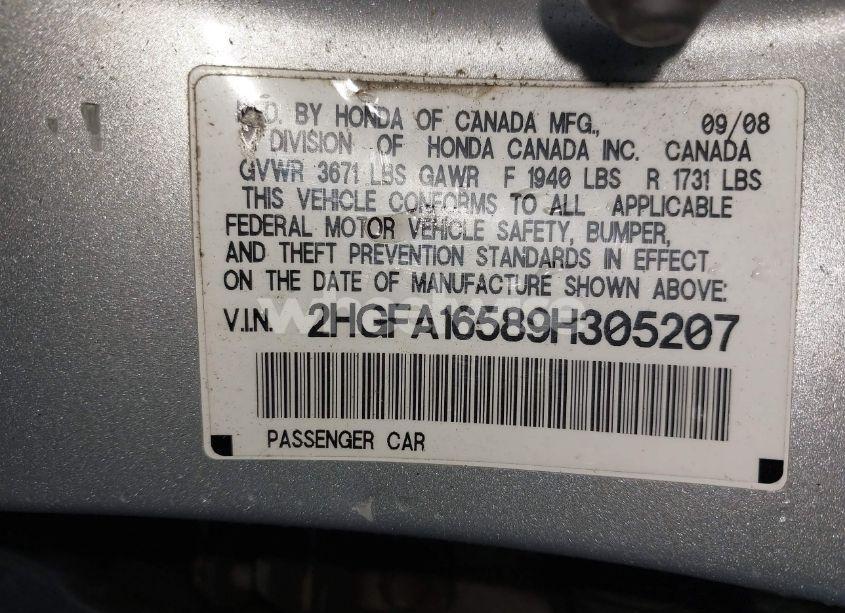 BY HONDA OF CANADA MFG., 09/08
DIVISION OF HONDA CANADA INC. CANADA
GVWR 3671 LBS GAWR F 1940 LBS R 1731 LBS
THIS VEHICLE CONFORMS TO ALL APPLICABLE
FEDERAL MOTOR VEHICLE SAFETY, BUMPER,
AND THEFT PREVENTION STANDARDS IN EFFECT
ON THE DATE OF MANUFACTURE SHOWN ABOVE:
V.I.N. 2HGFA16589H305207
PASSENGER CAR